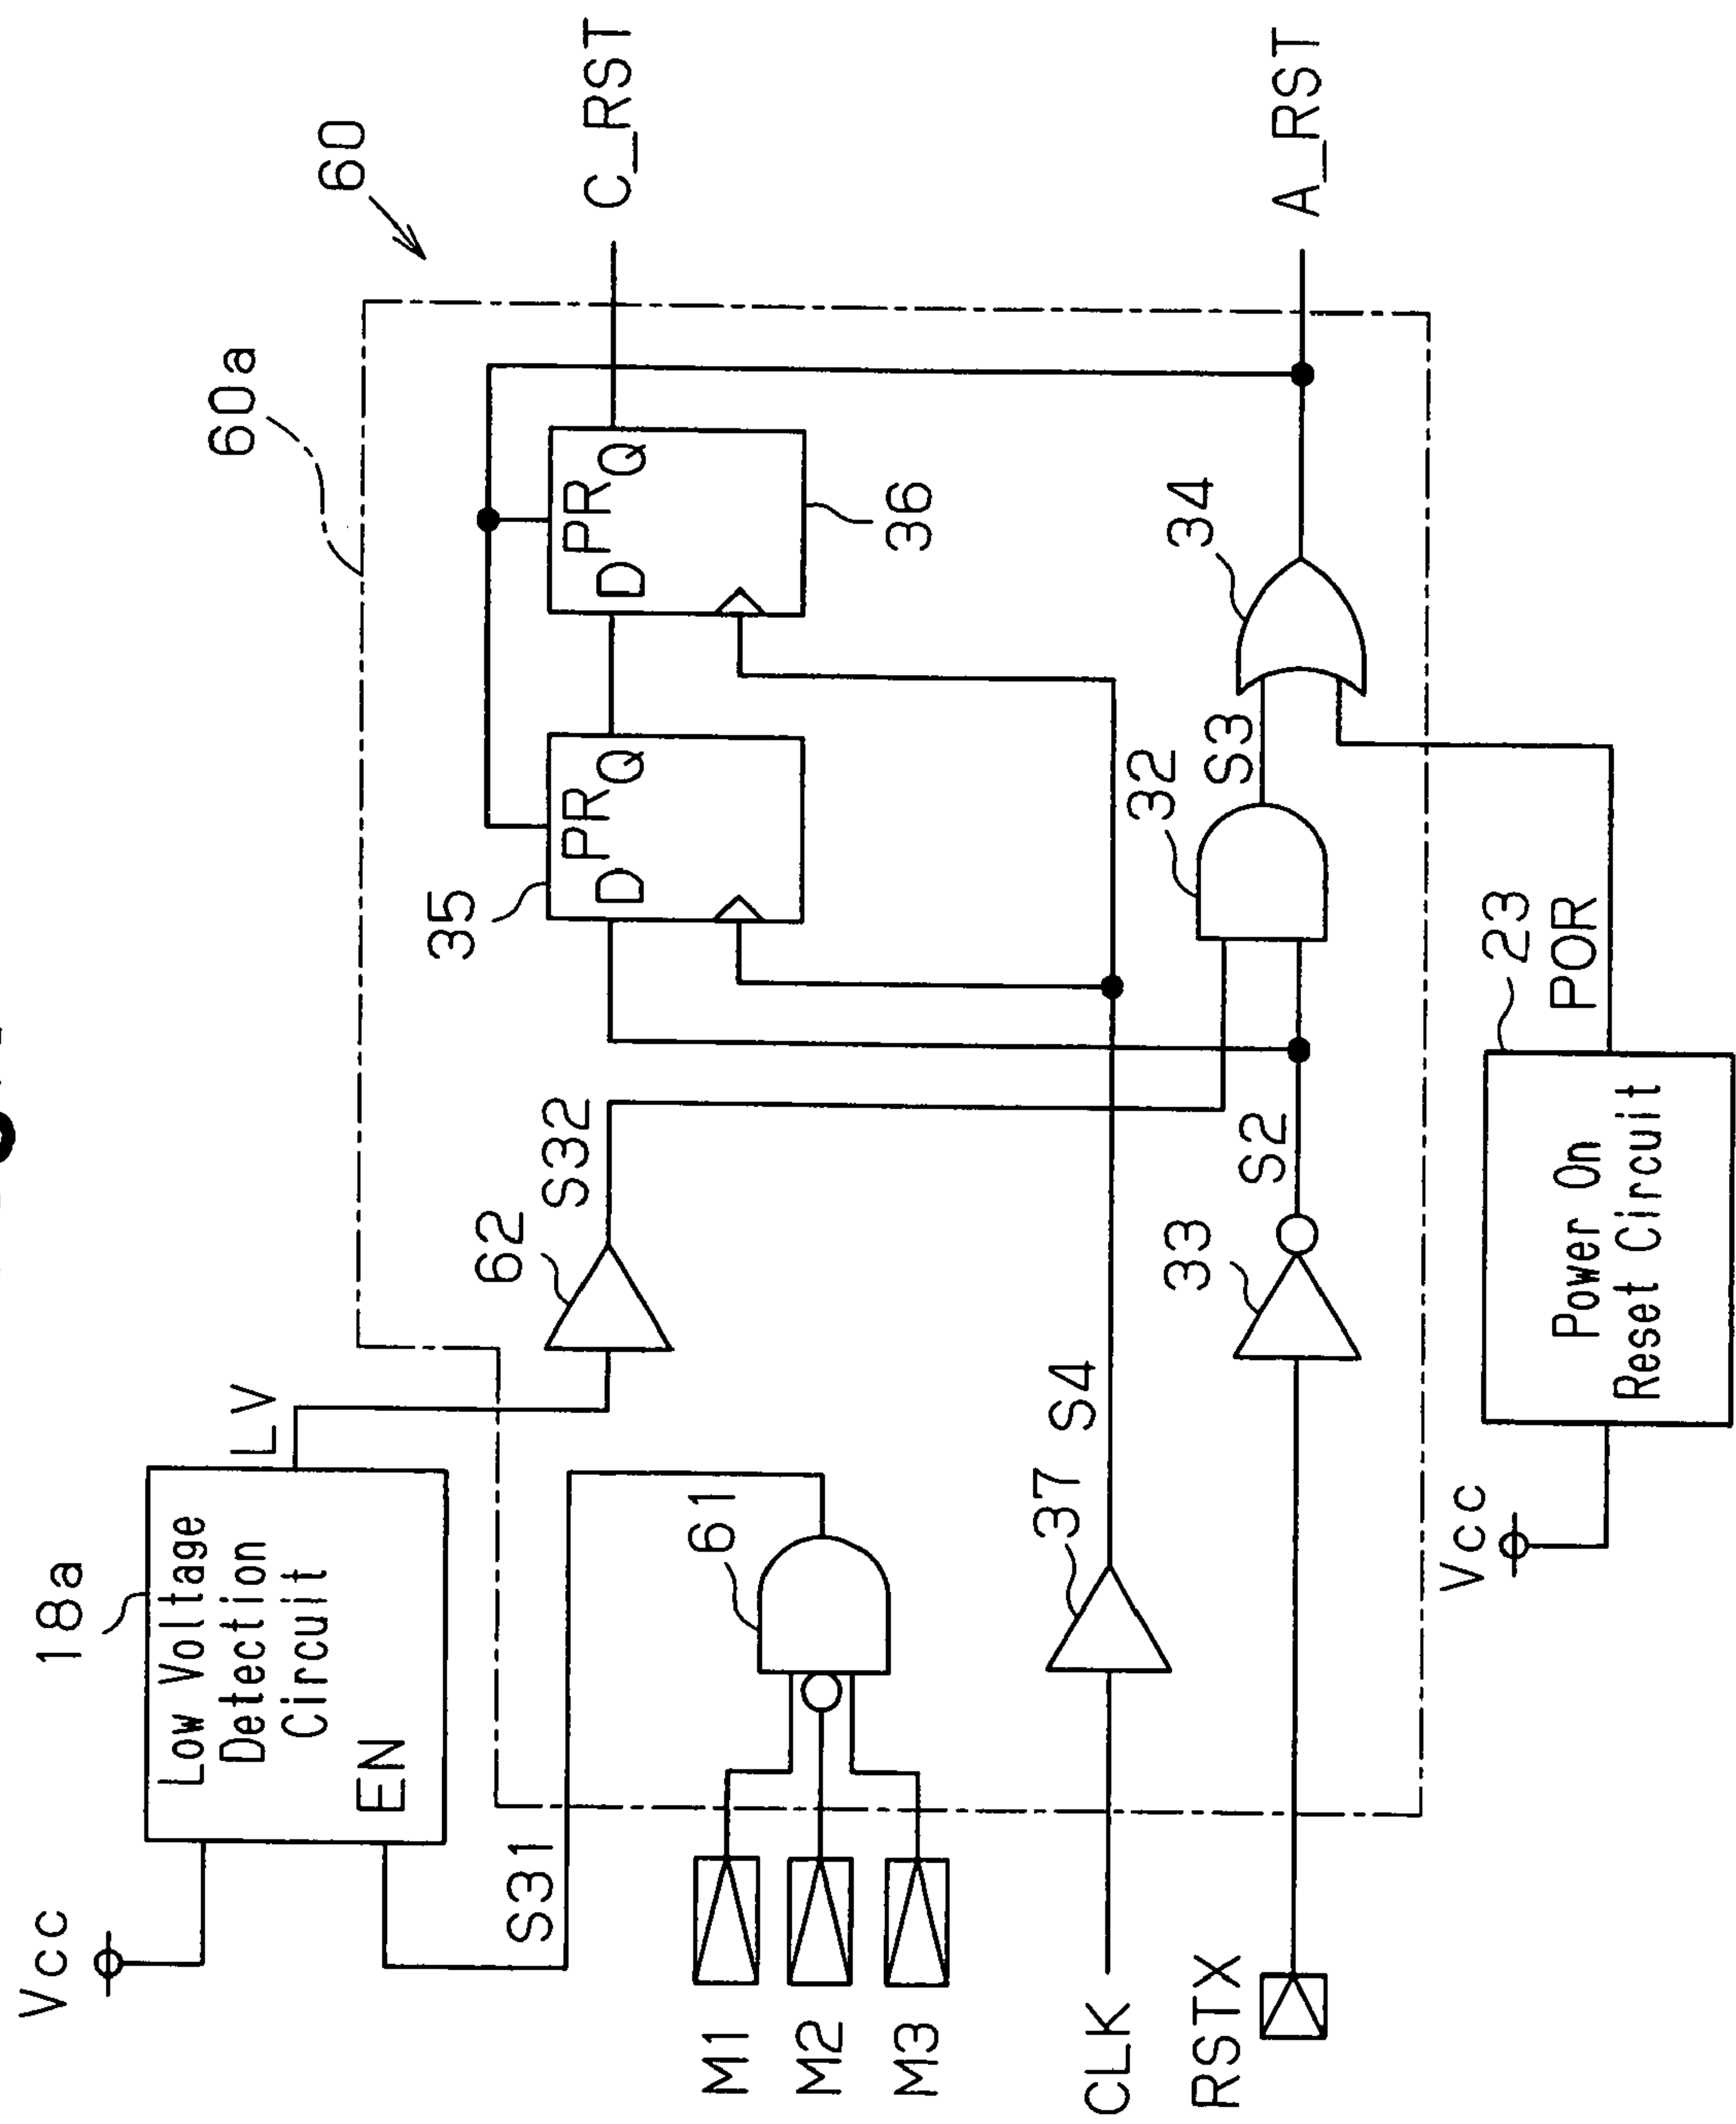 60
60a
C_RST
A_RST
Vcc
18a
Low Voltage
Detection
Circuit
EN
LV
S31
62
S32
35
D
PR
Q
D
PR
Q
36
M1
M2
M3
61
CLK
37
S4
32
S3
34
RSTX
33
S2
Vcc
Power On
Reset Circuit
23
POR